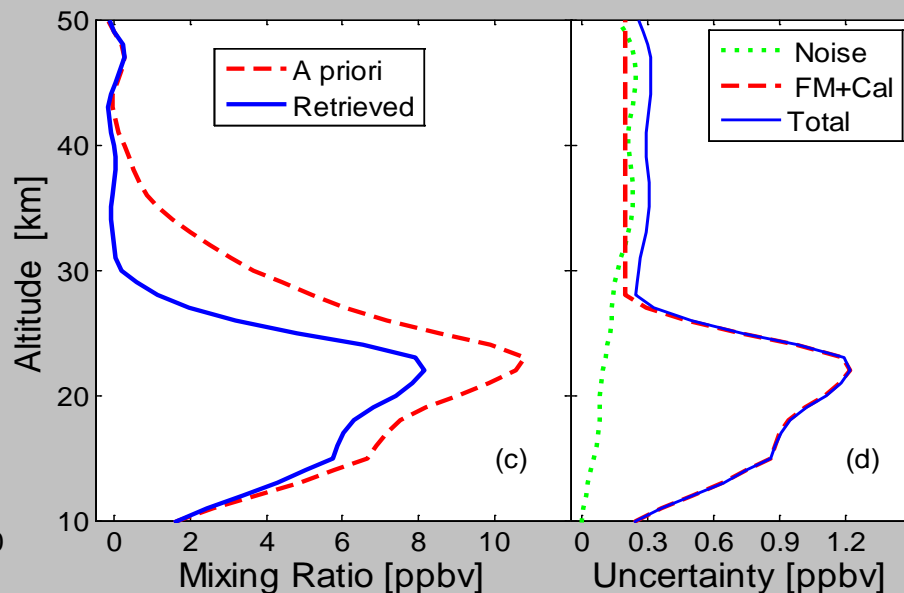 50
40
30
20
10
Altitude [km]
A priori
Retrieved
(c)
0
0 2 4 6 8 10
Mixing Ratio [ppbv]
Noise
FM+Cal
Total
(d)
0 0.3 0.6 0.9 1.2
Uncertainty [ppbv]